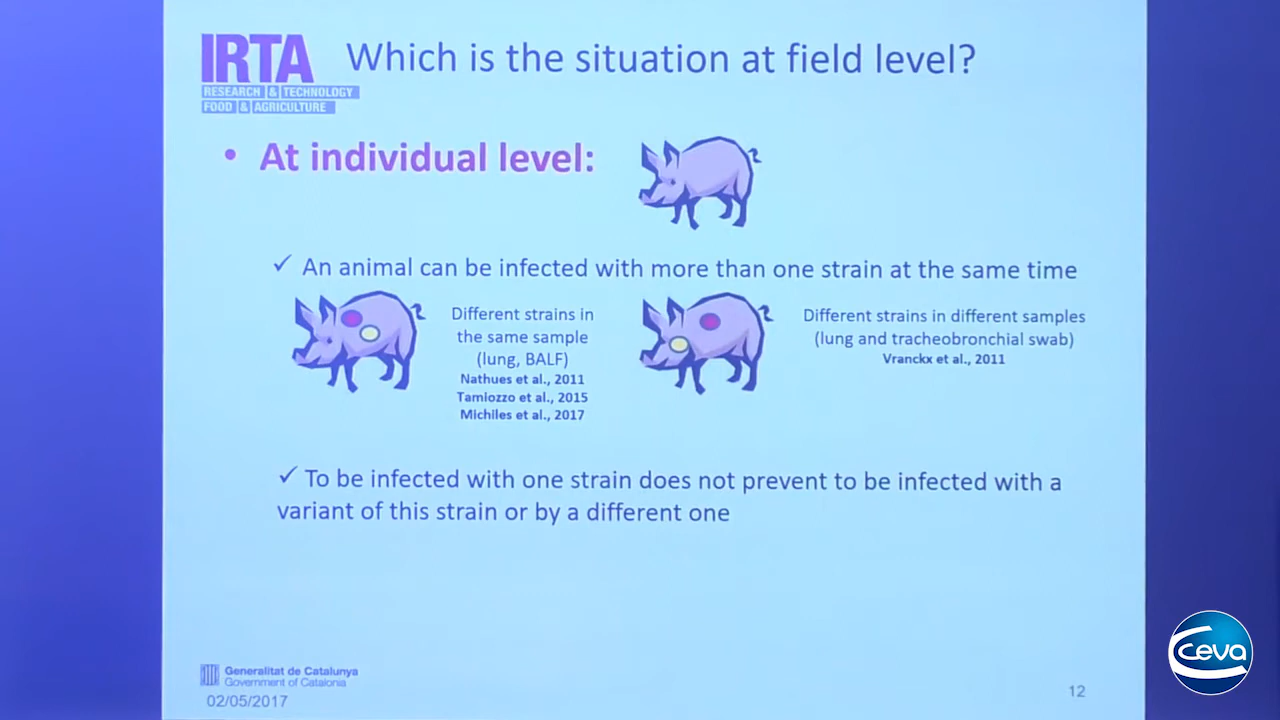 IRTA
RESEARCH & TECHNOLOGY
FOOD & AGRICULTURE
Which is the situation at field level?
• At individual level:
✓ An animal can be infected with more than one strain at the same time
Different strains in
the same sample
(lung, BALF)
Nathues et al., 2011
Tamiozzo et al., 2015
Michiles et al., 2017
Different strains in different samples
(lung and tracheobronchial swab)
Vranckx et al., 2011
✓ To be infected with one strain does not prevent to be infected with a
variant of this strain or by a different one
Generalitat de Catalunya
Government of Catalonia
02/05/2017
12
Ceva